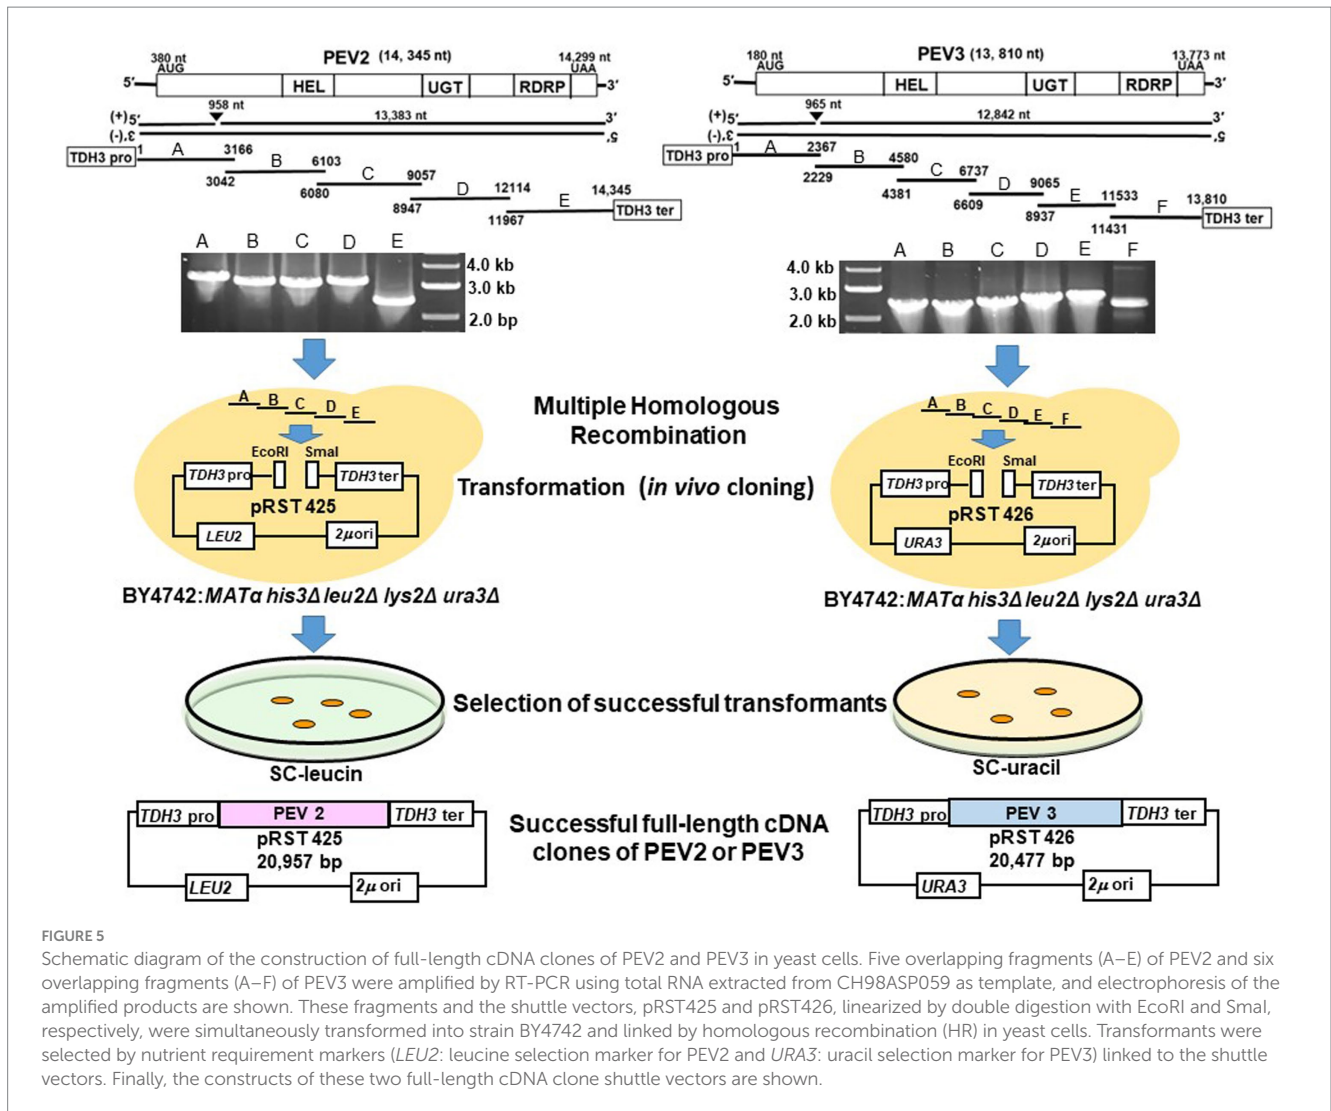 PEV2 (14, 345 nt)
380 nt
AUG
14,299 nt
UAA
5′
HEL
UGT
RDRP
3′
958 nt
(+)5′
13,383 nt
3′
(-),3
5′
TDH3 pro
1
A
3166
3042
B
6103
6080
C
9057
8947
D
12114
11967
E
14,345
TDH3 ter
A B C D E
4.0 kb
3.0 kb
2.0 bp
PEV3 (13, 810 nt)
180 nt
AUG
13,773 nt
UAA
5′
HEL
UGT
RDRP
3′
965 nt
(+)5′
12,842 nt
3′
(-),3
5′
TDH3 pro
1
A
2367
2229
B
4580
4381
C
6737
6609
D
9065
8937
E
11533
11431
F
13,810
TDH3 ter
A B C D E F
4.0 kb
3.0 kb
2.0 kb
A B C D E
EcoRI SmaI
TDH3 pro
TDH3 ter
pRST 425
LEU2
2μori
BY4742: MATα his3Δ leu2Δ lys2Δ ura3Δ
Multiple Homologous
Recombination
Transformation (in vivo cloning)
A B C D E F
EcoRI SmaI
TDH3 pro
TDH3 ter
pRST 426
URA3
2μori
BY4742: MATα his3Δ leu2Δ lys2Δ ura3Δ
Selection of successful transformants
SC-leucin
SC-uracil
TDH3 pro PEV 2 TDH3 ter
pRST 425
20,957 bp
LEU2
2μ ori
Successful full-length cDNA
clones of PEV2 or PEV3
TDH3 pro PEV 3 TDH3 ter
pRST 426
20,477 bp
URA3
2μ ori
FIGURE 5
Schematic diagram of the construction of full-length cDNA clones of PEV2 and PEV3 in yeast cells. Five overlapping fragments (A–E) of PEV2 and six
overlapping fragments (A–F) of PEV3 were amplified by RT-PCR using total RNA extracted from CH98ASP059 as template, and electrophoresis of the
amplified products are shown. These fragments and the shuttle vectors, pRST425 and pRST426, linearized by double digestion with EcoRI and SmaI,
respectively, were simultaneously transformed into strain BY4742 and linked by homologous recombination (HR) in yeast cells. Transformants were
selected by nutrient requirement markers (LEU2: leucine selection marker for PEV2 and URA3: uracil selection marker for PEV3) linked to the shuttle
vectors. Finally, the constructs of these two full-length cDNA clone shuttle vectors are shown.